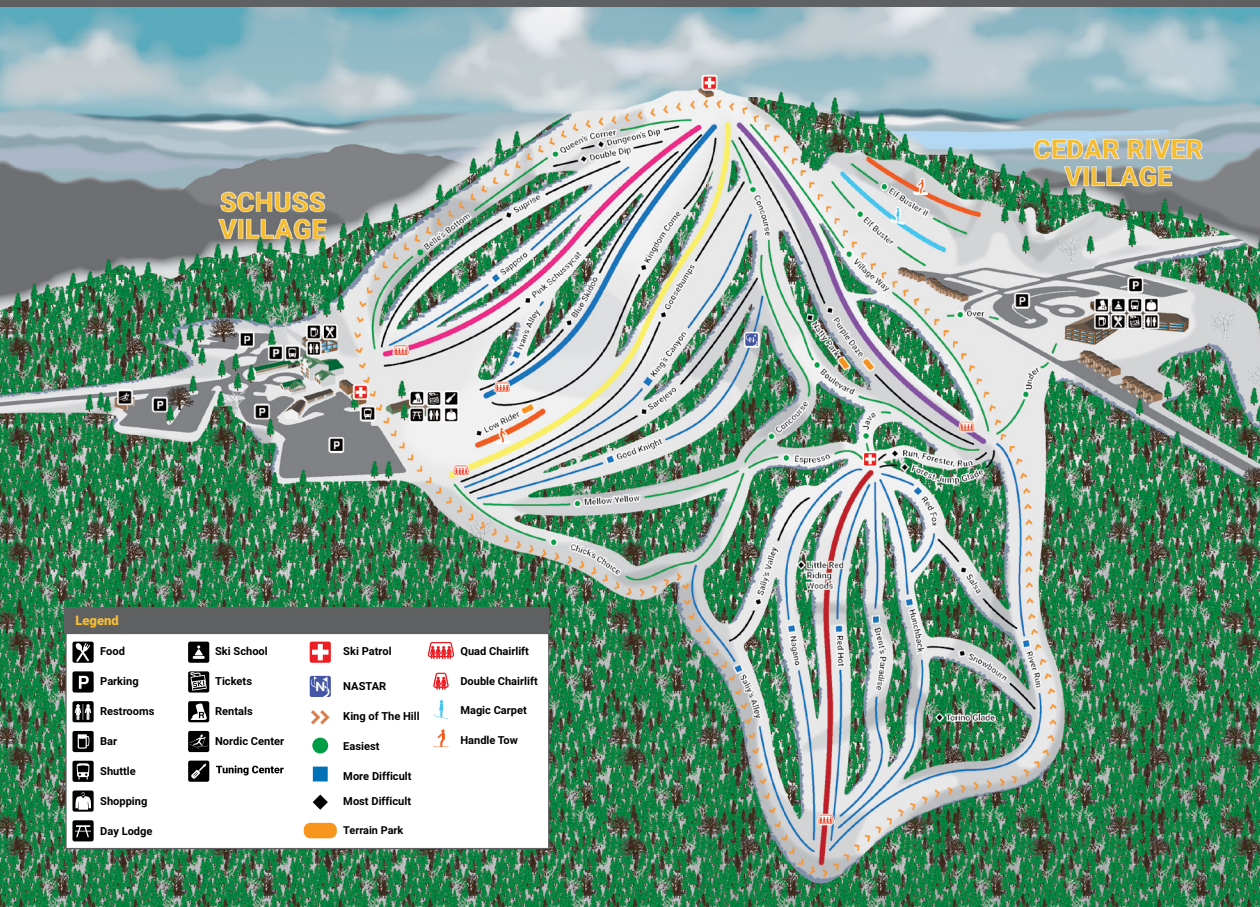 SCHUSS
VILLAGE
CEDAR RIVER
VILLAGE
Queen's Corner
Dungeon's Dip
Double Dip
Suprise
Belle's Bottom
Sapporo
Pink Schussycat
Ivan's Alley
Blue Skidoo
Kingdom Come
Goosebumps
King's Canyon
Sarejevo
Good Knight
Low Rider
Mellow Yellow
Chick's Choice
Concourse
Concourse
Espresso
Java
Boulevard
Holly Park
Purple Daze
Village Way
Elf Buster II
Elf Buster
Over
Under
Run, Forester, Run
Forest Jump Glade
Red Fox
Salsa
River Run
Snowbourn
Torino Glade
Hunchback
Brent's Paradise
Red Hot
Little Red
Riding
Woods
Nagano
Sally's Valley
Sally's Alley
P
P
P
P
P
P
P
N
Legend
Food
P Parking
Restrooms
Bar
Shuttle
Shopping
Day Lodge
Ski School
SKI Tickets
R Rentals
Nordic Center
Tuning Center
Ski Patrol
N NASTAR
King of The Hill
Easiest
More Difficult
Most Difficult
Terrain Park
Quad Chairlift
Double Chairlift
Magic Carpet
Handle Tow